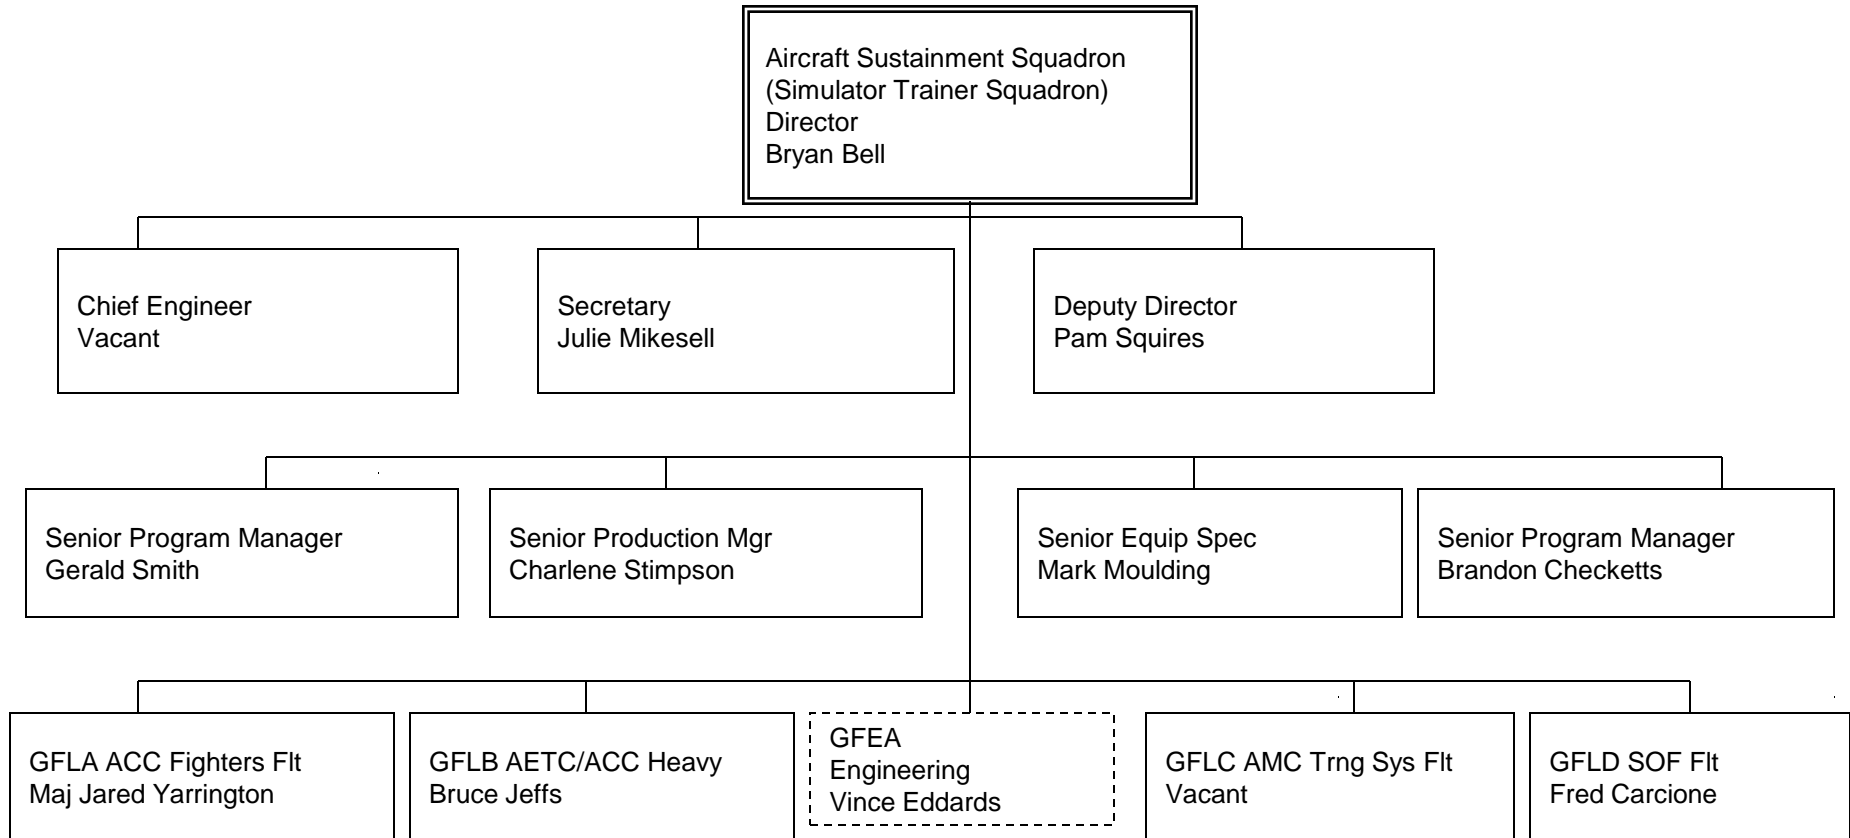 Aircraft Sustainment Squadron
(Simulator Trainer Squadron)
Director
Bryan Bell
Chief Engineer
Vacant
Secretary
Julie Mikesell
Deputy Director
Pam Squires
Senior Program Manager
Gerald Smith
Senior Production Mgr
Charlene Stimpson
Senior Equip Spec
Mark Moulding
Senior Program Manager
Brandon Checketts
GFLA ACC Fighters Flt
Maj Jared Yarrington
GFLB AETC/ACC Heavy
Bruce Jeffs
GFEA
Engineering
Vince Eddards
GFLC AMC Trng Sys Flt
Vacant
GFLD SOF Flt
Fred Carcione